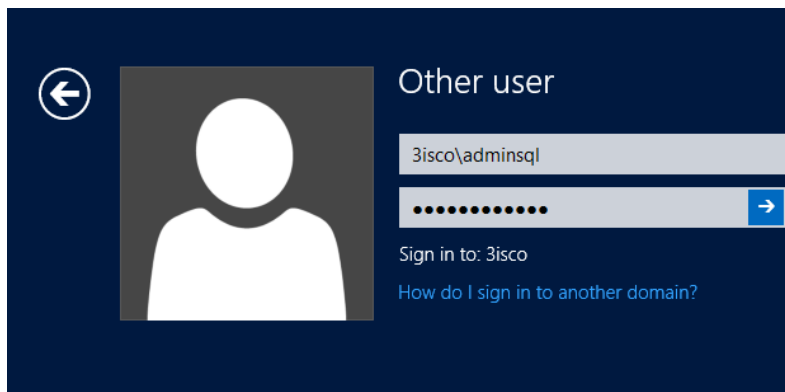 Other user
3isco\adminsql
••••••••••••
Sign in to: 3isco
How do I sign in to another domain?